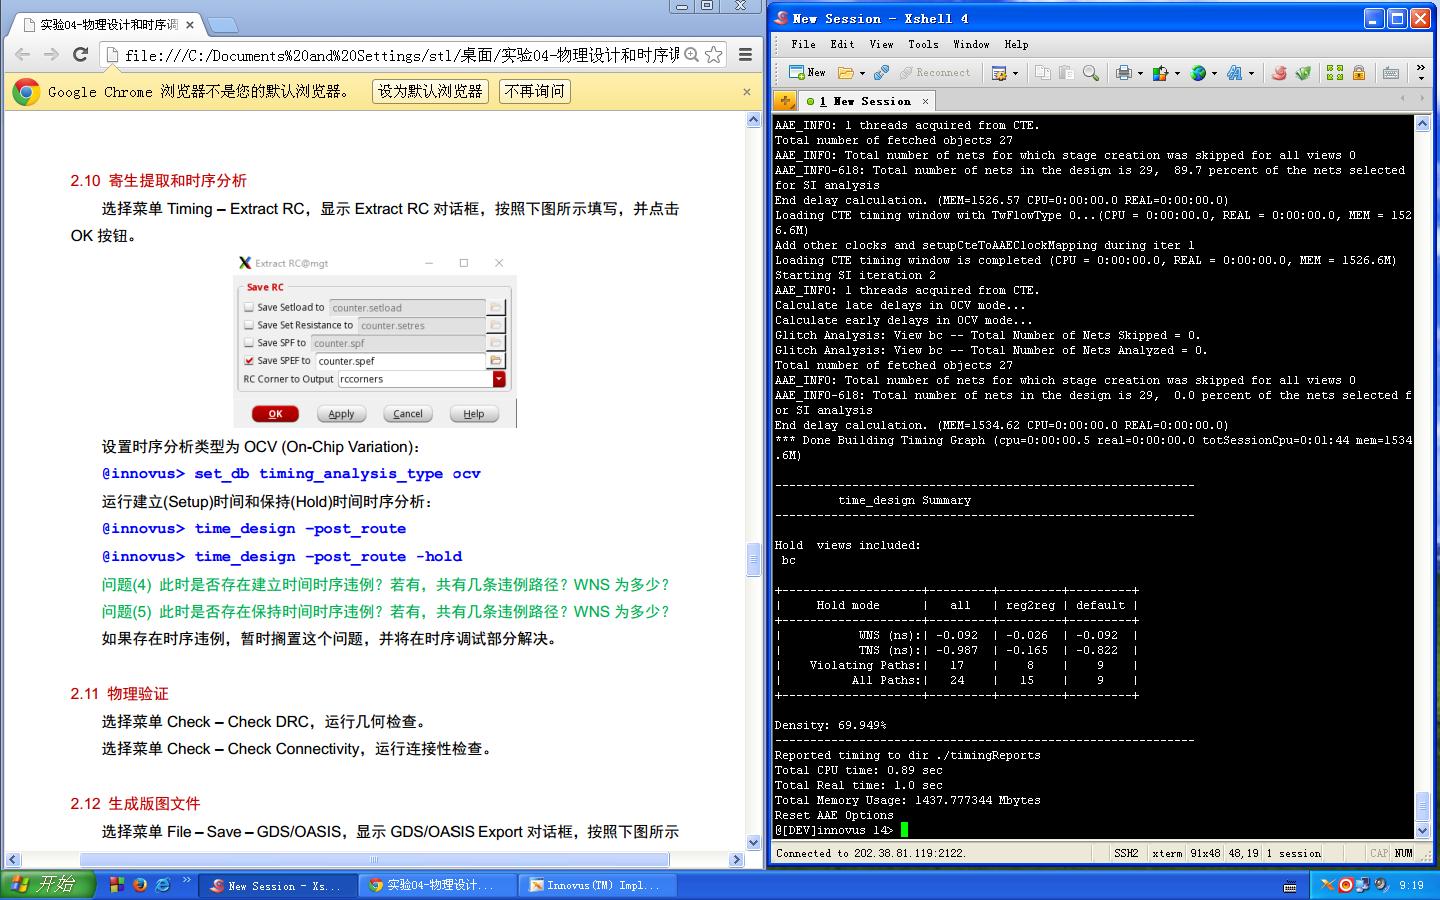 实验04-物理设计和时序调
file:///C:/Documents%20and%20Settings/stl/桌面/实验04-物理设计和时序调
Google Chrome 浏览器不是您的默认浏览器。 设为默认浏览器 不再询问
2.10 寄生提取和时序分析
选择菜单 Timing – Extract RC，显示 Extract RC 对话框，按照下图所示填写，并点击
OK 按钮。
Extract RC@mgt
Save RC
Save Setload to counter.setload
Save Set Resistance to counter.setres
Save SPF to counter.spf
Save SPEF to counter.spef
RC Corner to Output rccorners
OK Apply Cancel Help
设置时序分析类型为 OCV (On-Chip Variation)：
@innovus> set_db timing_analysis_type ocv
运行建立(Setup)时间和保持(Hold)时间时序分析：
@innovus> time_design –post_route
@innovus> time_design –post_route -hold
问题(4) 此时是否存在建立时间时序违例？若有，共有几条违例路径？WNS 为多少？
问题(5) 此时是否存在保持时间时序违例？若有，共有几条违例路径？WNS 为多少？
如果存在时序违例，暂时搁置这个问题，并将在时序调试部分解决。
2.11 物理验证
选择菜单 Check – Check DRC，运行几何检查。
选择菜单 Check – Check Connectivity，运行连接性检查。
2.12 生成版图文件
选择菜单 File – Save – GDS/OASIS，显示 GDS/OASIS Export 对话框，按照下图所示
New Session - Xshell 4
File Edit View Tools Window Help
New Reconnect
1 New Session
AAE_INFO: 1 threads acquired from CTE.
Total number of fetched objects 27
AAE_INFO: Total number of nets for which stage creation was skipped for all views 0
AAE_INFO-618: Total number of nets in the design is 29,  89.7 percent of the nets selected
for SI analysis
End delay calculation. (MEM=1526.57 CPU=0:00:00.0 REAL=0:00:00.0)
Loading CTE timing window with TwFlowType 0...(CPU = 0:00:00.0, REAL = 0:00:00.0, MEM = 152
6.6M)
Add other clocks and setupCteToAAEClockMapping during iter 1
Loading CTE timing window is completed (CPU = 0:00:00.0, REAL = 0:00:00.0, MEM = 1526.6M)
Starting SI iteration 2
AAE_INFO: 1 threads acquired from CTE.
Calculate late delays in OCV mode...
Calculate early delays in OCV mode...
Glitch Analysis: View bc -- Total Number of Nets Skipped = 0.
Glitch Analysis: View bc -- Total Number of Nets Analyzed = 0.
Total number of fetched objects 27
AAE_INFO: Total number of nets for which stage creation was skipped for all views 0
AAE_INFO-618: Total number of nets in the design is 29,  0.0 percent of the nets selected f
or SI analysis
End delay calculation. (MEM=1534.62 CPU=0:00:00.0 REAL=0:00:00.0)
*** Done Building Timing Graph (cpu=0:00:00.5 real=0:00:00.0 totSessionCpu=0:01:44 mem=1534
.6M)
------------------------------------------------------------
time_design Summary
------------------------------------------------------------
Hold  views included:
bc
+--------------------+---------+---------+---------+
|     Hold mode      |   all   | reg2reg | default |
+--------------------+---------+---------+---------+
|           WNS (ns):| -0.092  | -0.026  | -0.092  |
|           TNS (ns):| -0.987  | -0.165  | -0.822  |
|    Violating Paths:|   17    |    8    |    9    |
|          All Paths:|   24    |   15    |    9    |
+--------------------+---------+---------+---------+
Density: 69.949%
------------------------------------------------------------
Reported timing to dir ./timingReports
Total CPU time: 0.89 sec
Total Real time: 1.0 sec
Total Memory Usage: 1437.777344 Mbytes
Reset AAE Options
@[DEV]innovus 14>
Connected to 202.38.81.119:2122. SSH2 xterm 91x48 48,19 1 session CAP NUM
开始 New Session - Xs... 实验04-物理设计... Innovus(TM) Impl... 9:19